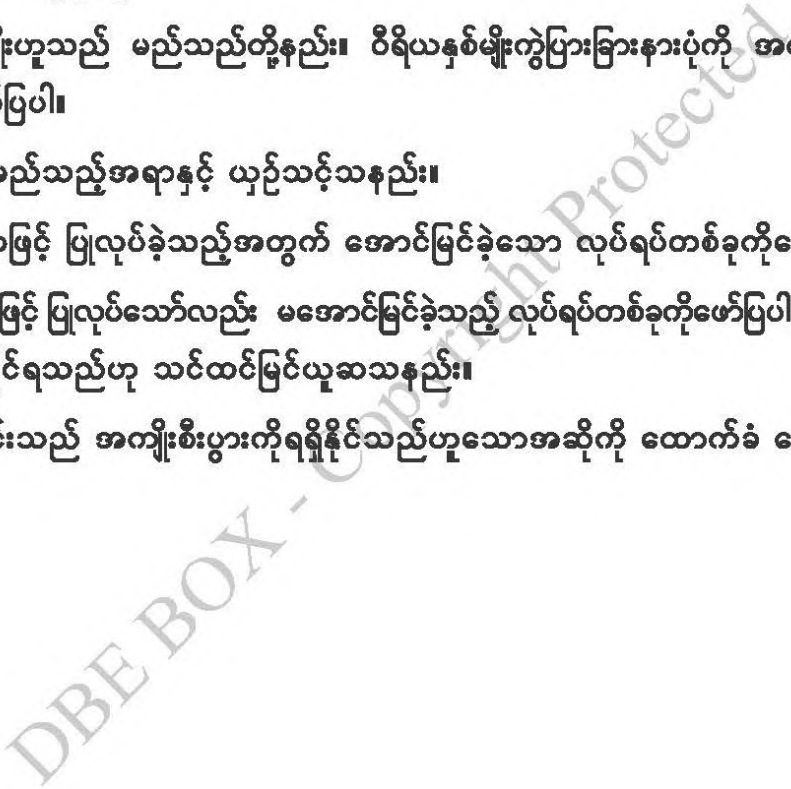 ဟူသည် မည်သည်တို့နည်း။ ဝီရိယနှစ်မျိုးကွဲပြားခြားနားပုံကို
ပြပါ။
မည်သည့်အရာနှင့် ယှဉ်သင့်သနည်း။
ဖြင့် ပြုလုပ်ခဲ့သည့်အတွက် အောင်မြင်ခဲ့သော လုပ်ရပ်တစ်ခုကို
ဖြင့် ပြုလုပ်သော်လည်း မအောင်မြင်ခဲ့သည့် လုပ်ရပ်တစ်ခုကိုဖော်ပြပါ
ရသည်ဟု သင်ထင်မြင်ယူဆသနည်း။
သည် အကျိုးစီးပွားကိုရရှိနိုင်သည်ဟူသောအဆိုကို ထောက်ခံ
DBE BOX - Copyright Protected